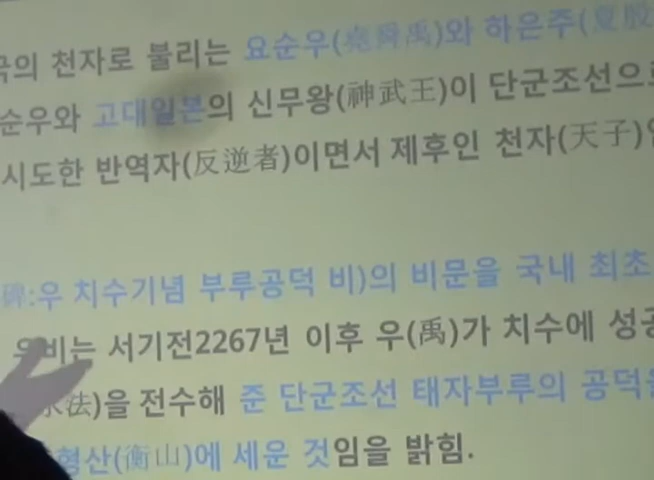 국의 천자로 불리는 요순우(堯舜禹)와 하은주(夏殷
순우와 고대일본의 신무왕(神武王)이 단군조선으로
시도한 반역자(反逆者)이면서 제후인 천자(天子)
碑:우 치수기념 부루공덕 비)의 비문을 국내 최초
우비는 서기전2267년 이후 우(禹)가 치수에 성공
水法)을 전수해 준 단군조선 태자부루의 공덕을
형산(衡山)에 세운 것임을 밝힘.